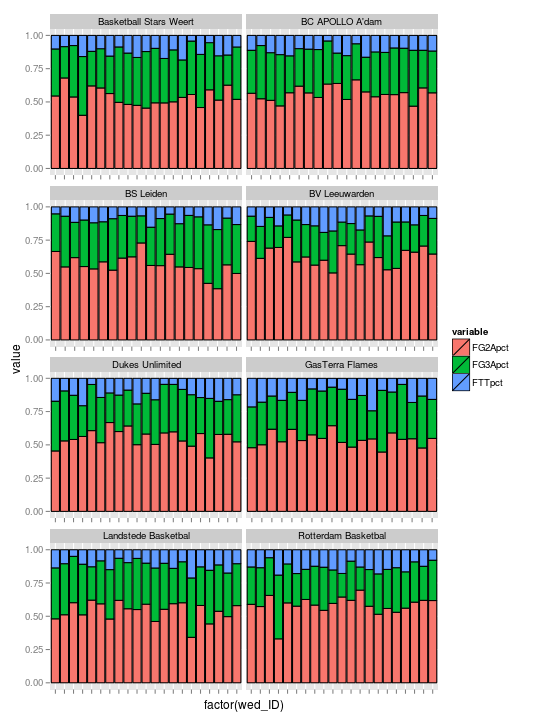 Basketball Stars Weert
BC APOLLO A'dam
1.00
0.75
0.50
0.25
0.00
BS Leiden
BV Leeuwarden
1.00
0.75
0.50
0.25
0.00
Dukes Unlimited
GasTerra Flames
1.00
0.75
0.50
0.25
0.00
Landstede Basketbal
Rotterdam Basketbal
1.00
0.75
0.50
0.25
0.00
value
factor(wed_ID)
variable
FG2Apct
FG3Apct
FTTpct